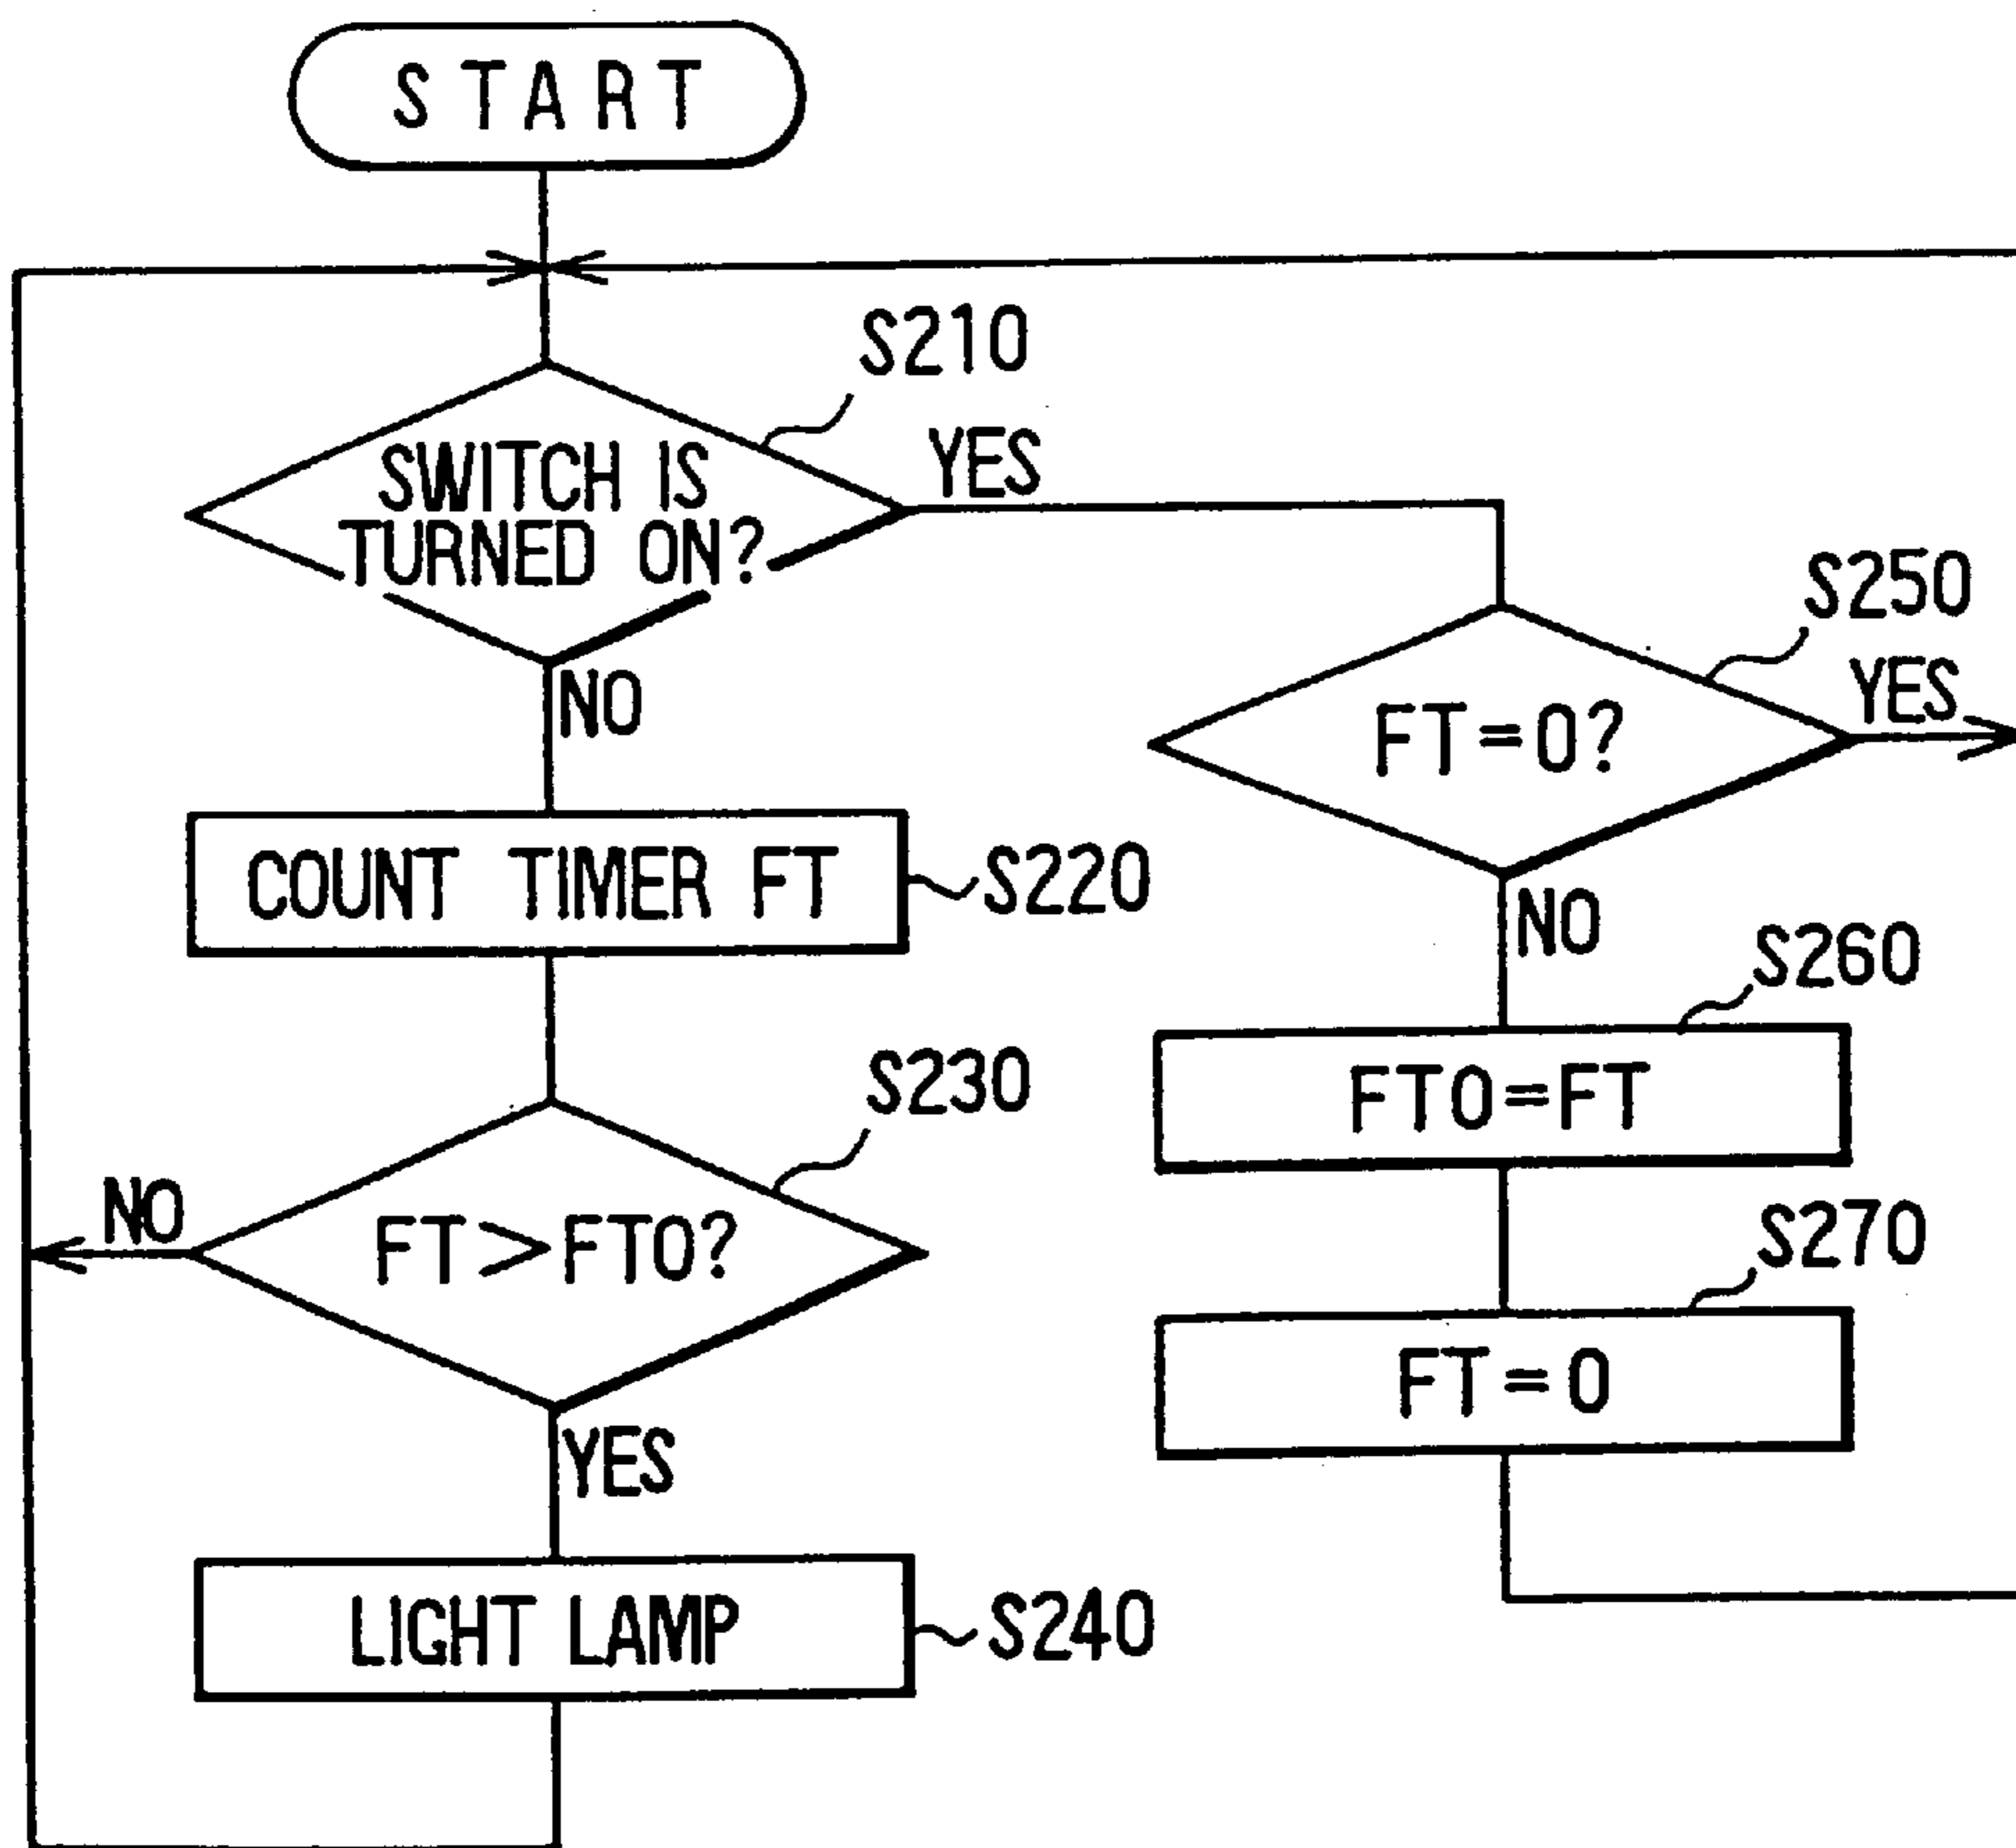 START
S210
SWITCH IS
TURNED ON?
YES
NO
COUNT TIMER FT
S220
S230
FT>FT0?
NO
YES
LIGHT LAMP
S240
S250
FT=0?
YES
NO
S260
FT0=FT
S270
FT=0